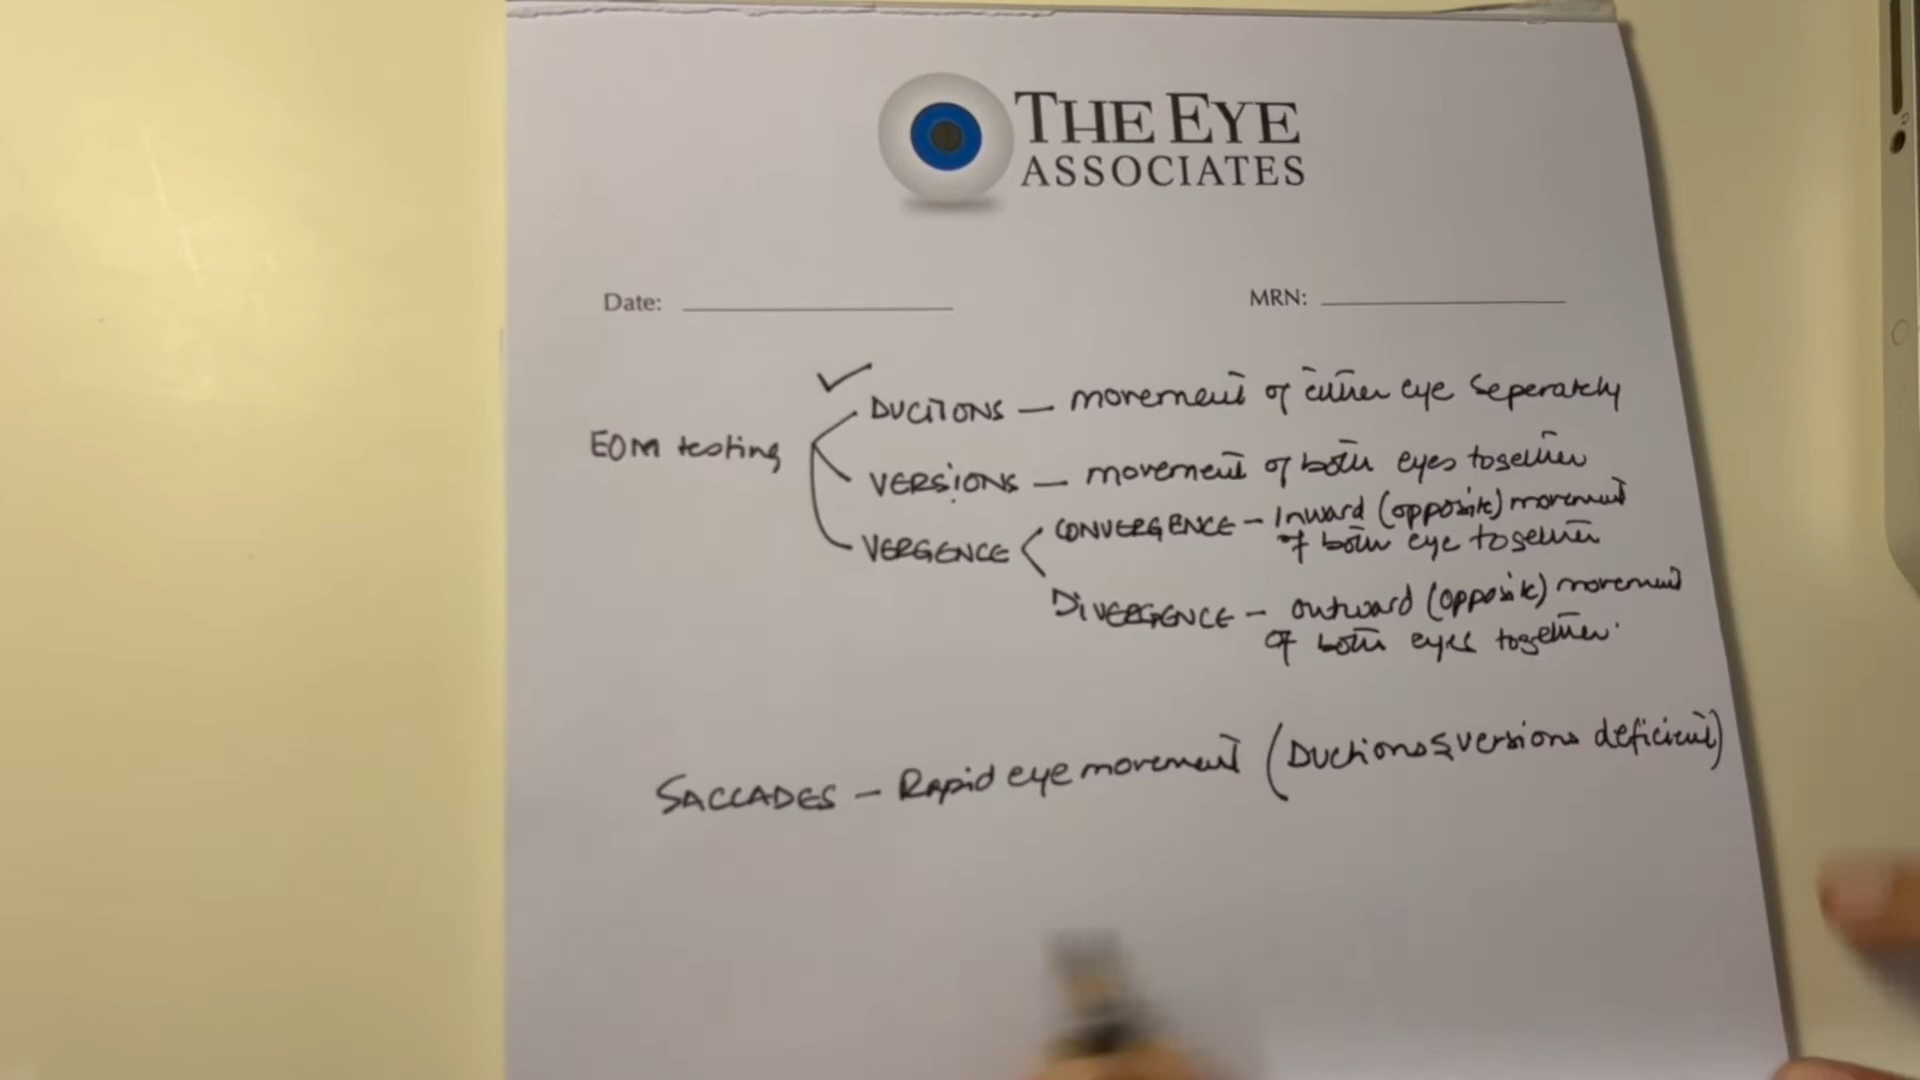 THE EYE
ASSOCIATES
Date: MRN:
DUCTIONS — movement of either eye seperately
EOM testing
VERSIONS — movement of both eyes together
VERGENCE
CONVERGENCE — Inward (opposite) movement
of both eye together
DIVERGENCE — outward (opposite) movement
of both eyes together.
SACCADES — Rapid eye movement (Ductions & versions deficient)